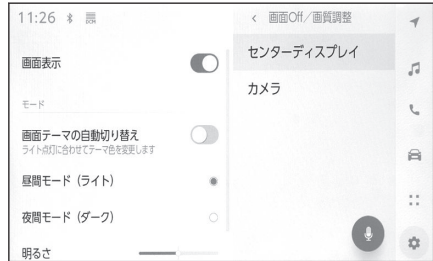 11:26
画面表示
モード
画面テーマの自動切り替え
ライト点灯に合わせてテーマ色を変更します
昼間モード（ライト）
夜間モード（ダーク）
明るさ
< 画面Off／画質調整
センターディスプレイ
カメラ